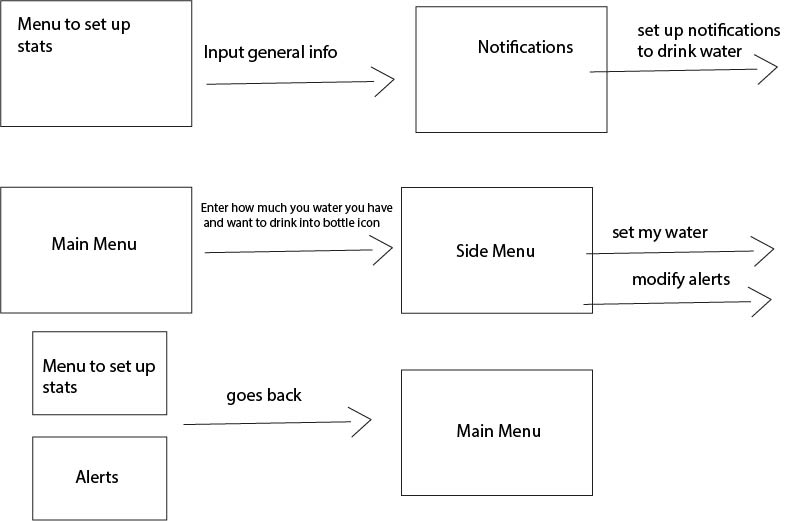 Menu to set up
stats
Input general info
Notifications
set up notifications
to drink water
Main Menu
Enter how much you water you have
and want to drink into bottle icon
Side Menu
set my water
modify alerts
Menu to set up
stats
goes back
Main Menu
Alerts